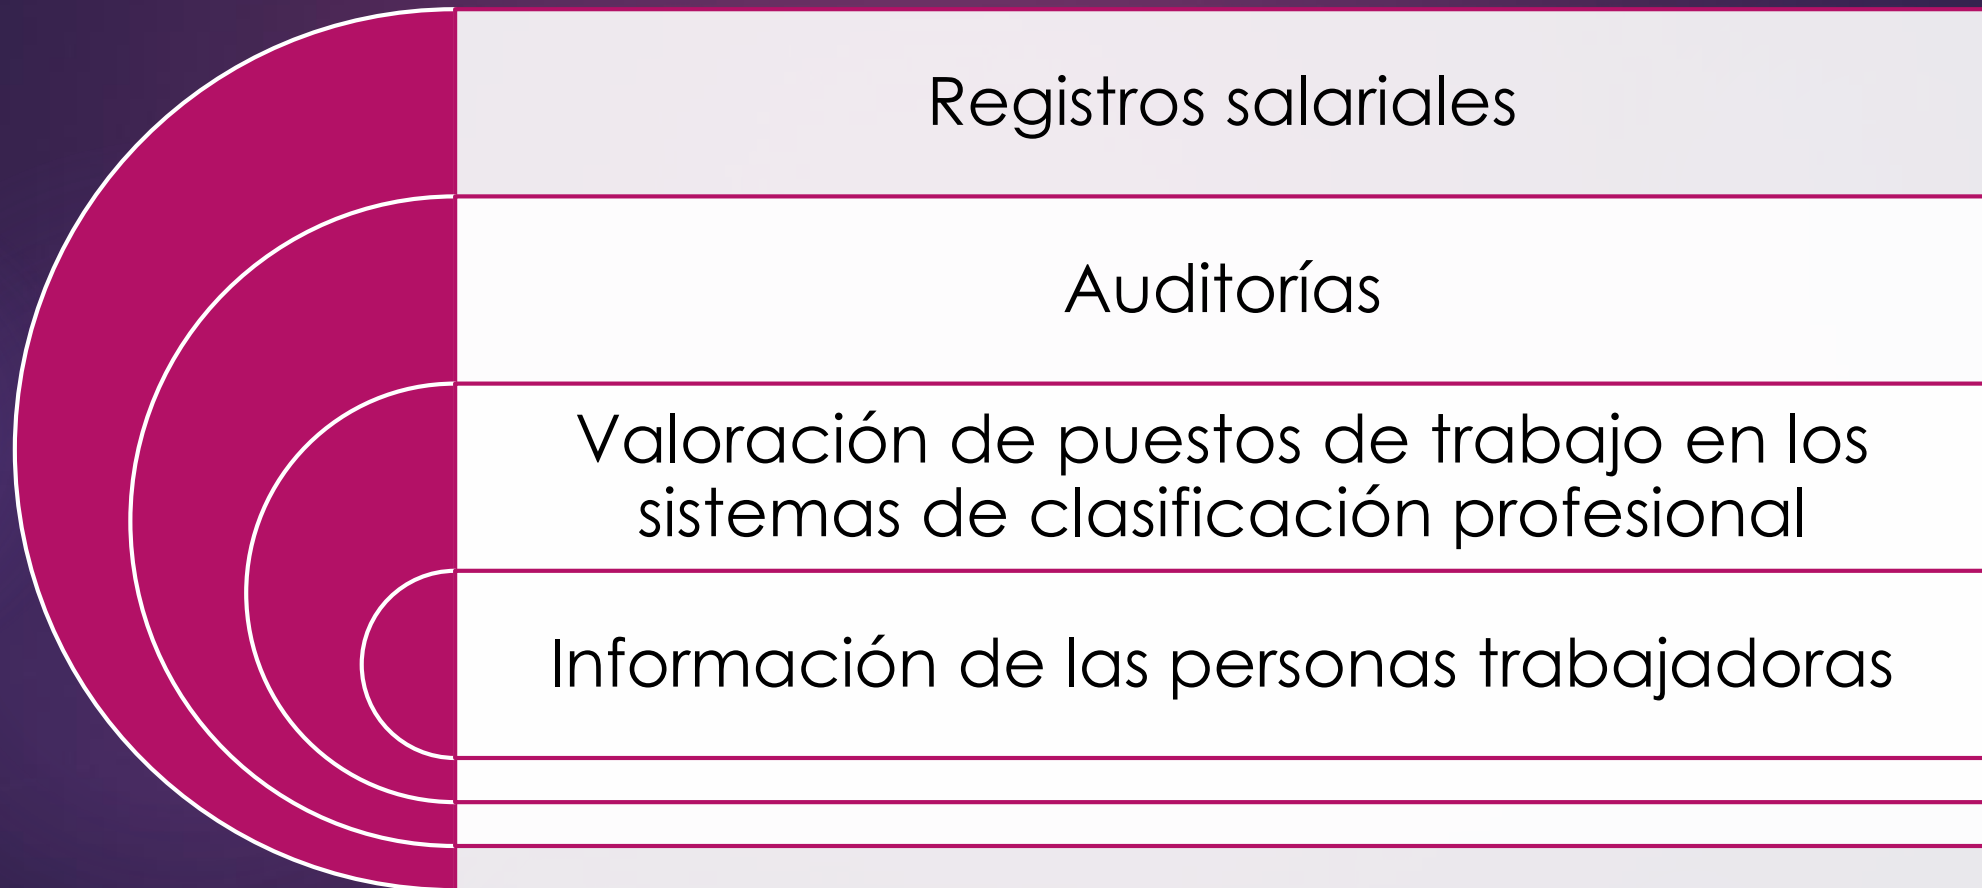 Registros salariales
Auditorías
Valoración de puestos de trabajo en los
sistemas de clasificación profesional
Información de las personas trabajadoras